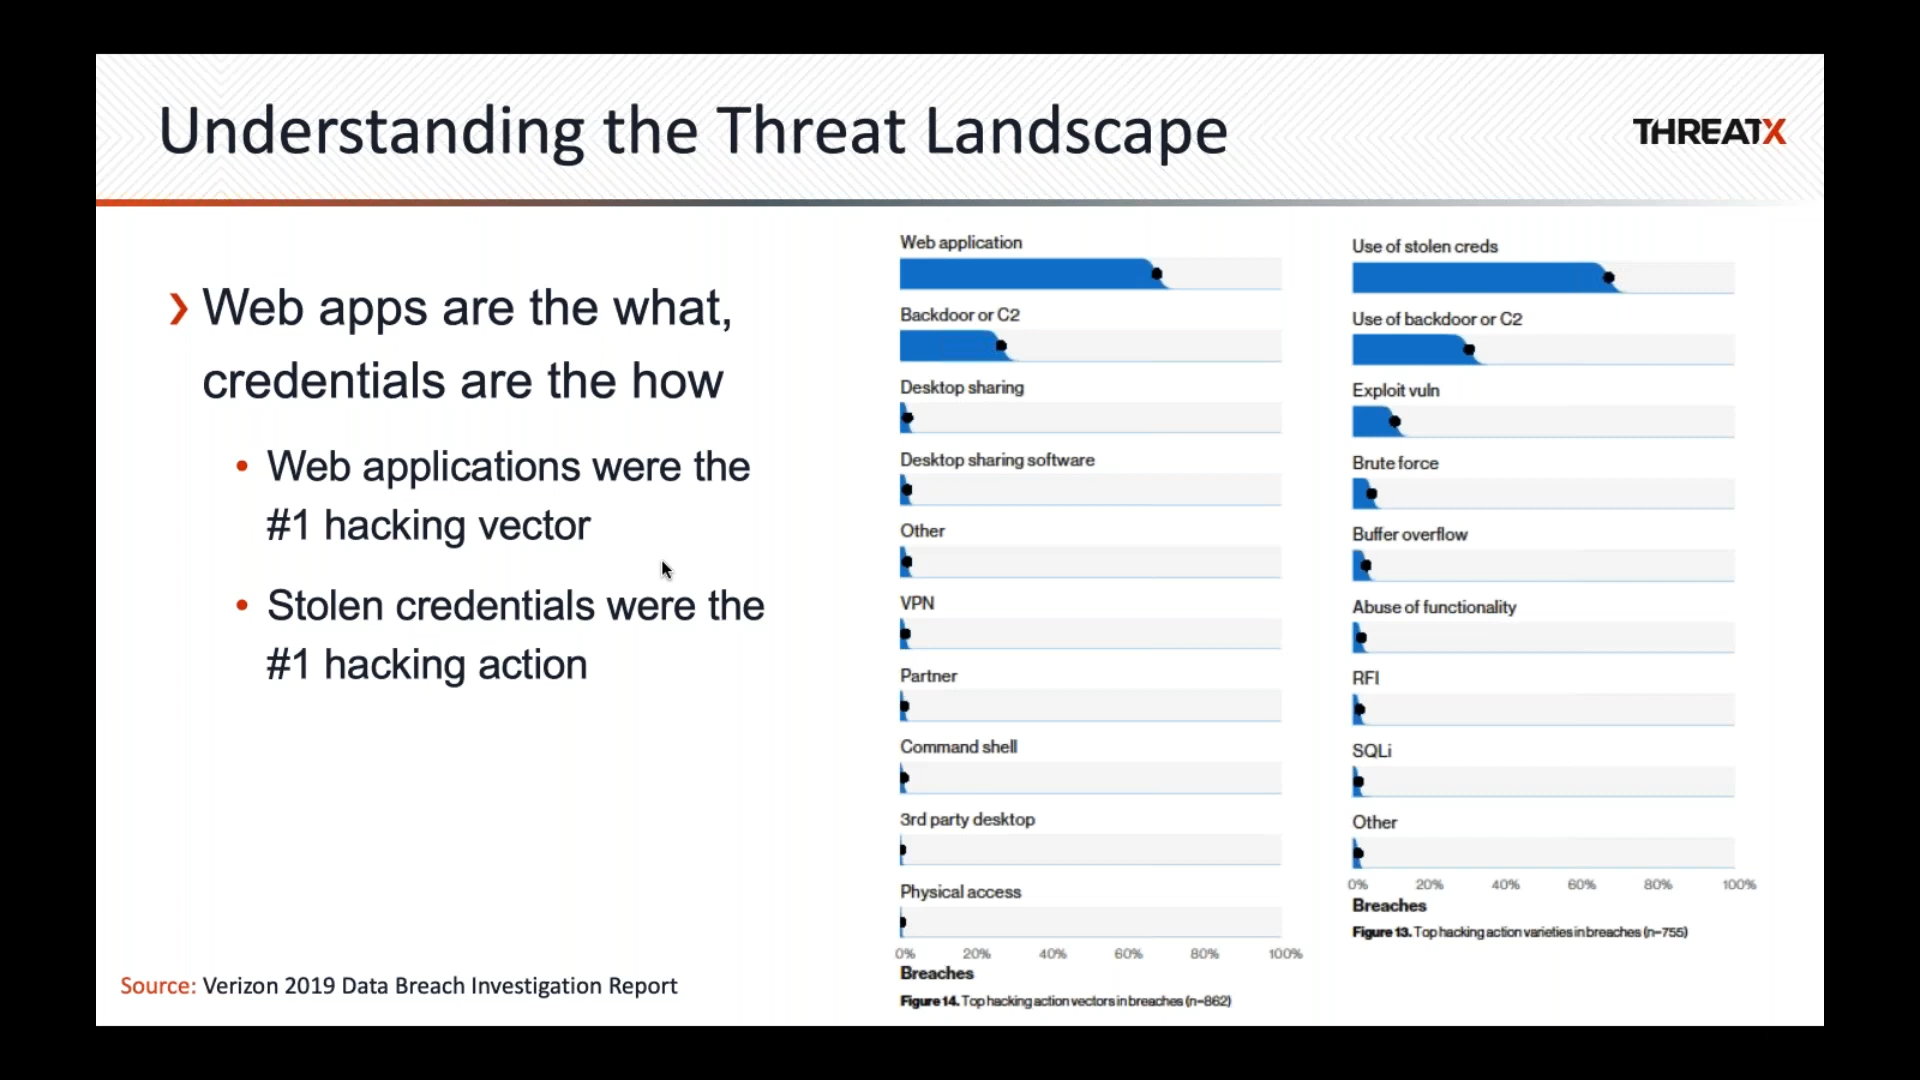 Understanding the Threat Landscape
THREATX
❯ Web apps are the what,
credentials are the how
• Web applications were the
#1 hacking vector
• Stolen credentials were the
#1 hacking action
Source: Verizon 2019 Data Breach Investigation Report
Web application
Backdoor or C2
Desktop sharing
Desktop sharing software
Other
VPN
Partner
Command shell
3rd party desktop
Physical access
0% 20% 40% 60% 80% 100%
Breaches
Figure 14. Top hacking action vectors in breaches (n=862)
Use of stolen creds
Use of backdoor or C2
Exploit vuln
Brute force
Buffer overflow
Abuse of functionality
RFI
SQLi
Other
0% 20% 40% 60% 80% 100%
Breaches
Figure 13. Top hacking action varieties in breaches (n=755)